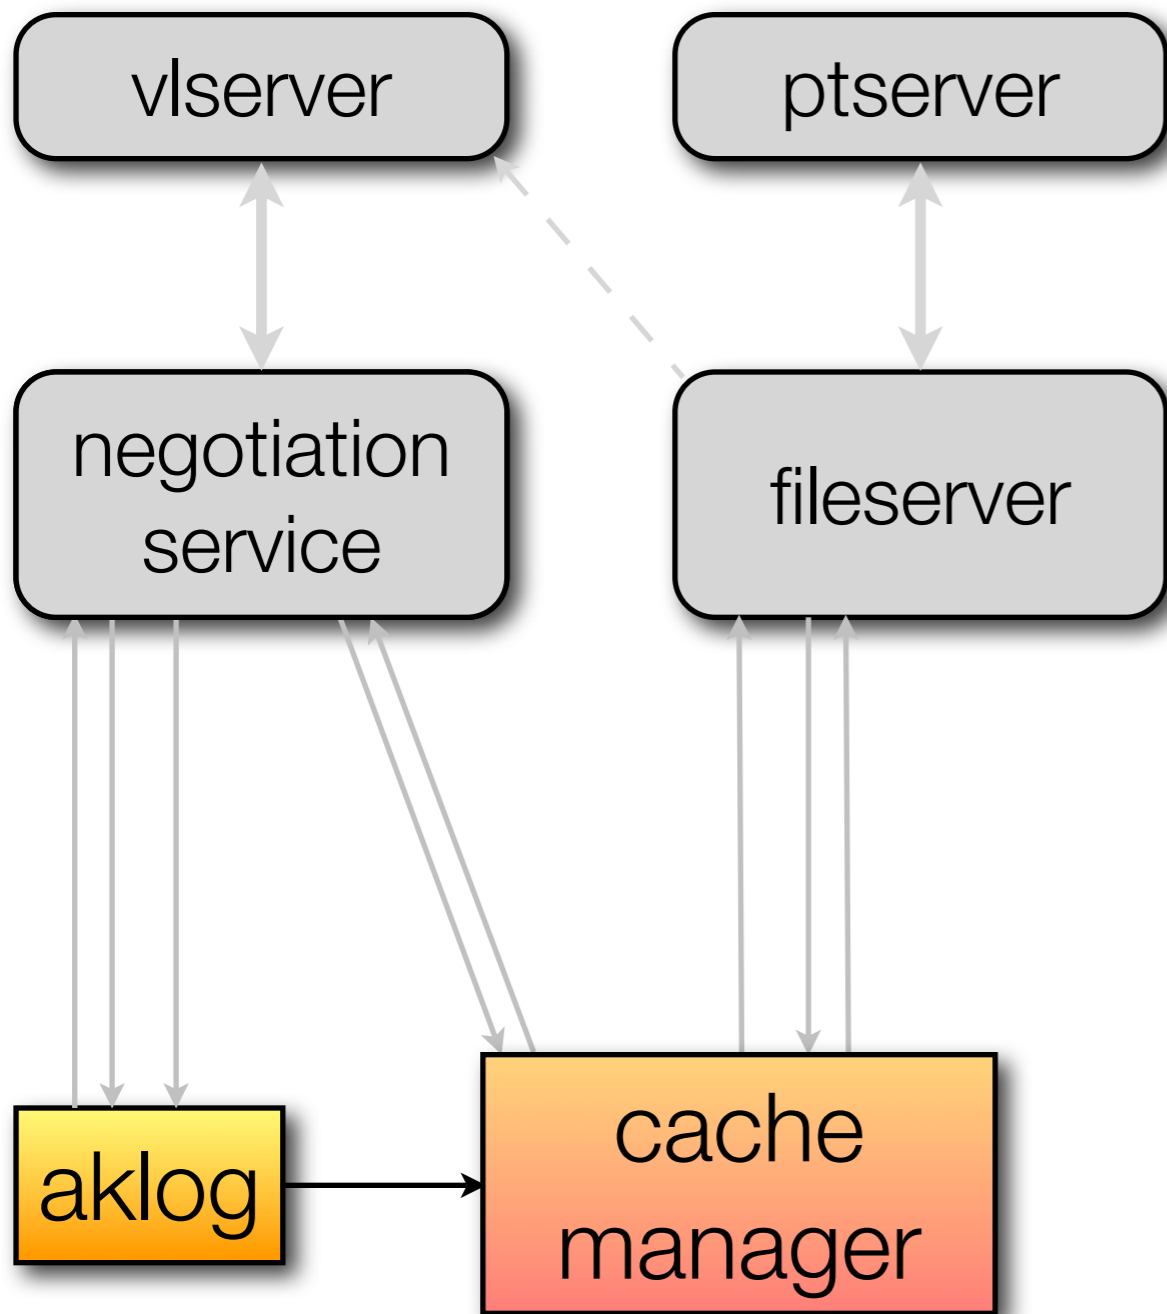 vlserver
ptserver
negotiation
service
fileserver
aklog
cache
manager